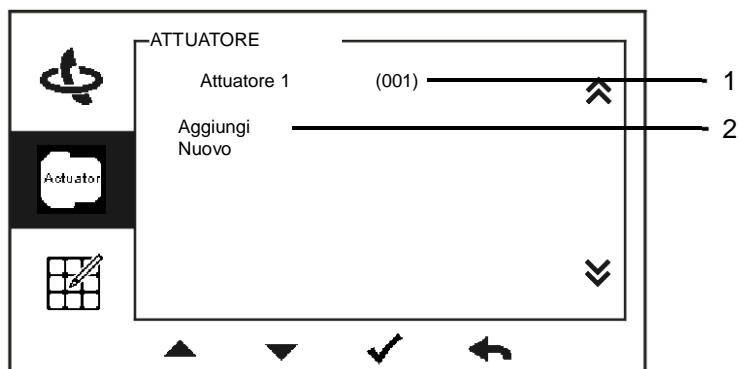 ATTUATORE
Attuatore 1 (001)
1
Aggiungi
Nuovo
2
Actuator